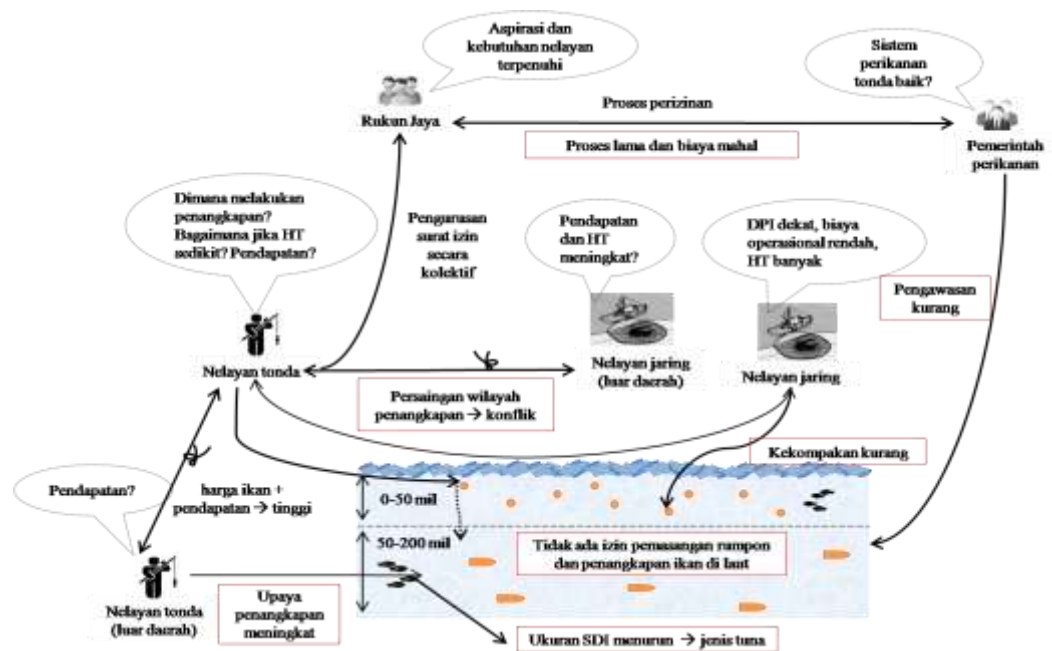 Aspirasi dan
kebutuhan nelayan
terpenuhi
Sistem
perikanan
tonda baik?
Rukun Jaya
Proses perizinan
Proses lama dan biaya mahal
Pemerintah
perikanan
Dimana melakukan
penangkapan?
Bagaimana jika HT
sedikit? Pendapatan?
Pengurusan
surat izin
secara
kolektif
Pendapatan
dan HT
meningkat?
DPI dekat, biaya
operasional rendah,
HT banyak
Pengawasan
kurang
Nelayan tonda
Nelayan jaring
(luar daerah)
Nelayan jaring
Persaingan wilayah
penangkapan → konflik
Kekompakan kurang
Pendapatan?
harga ikan +
pendapatan → tinggi
0-50 mil
50-200 mil
Tidak ada izin pemasangan rumpon
dan penangkapan ikan di laut
Nelayan tonda
(luar daerah)
Upaya
penangkapan
meningkat
Ukuran SDI menurun → jenis tuna